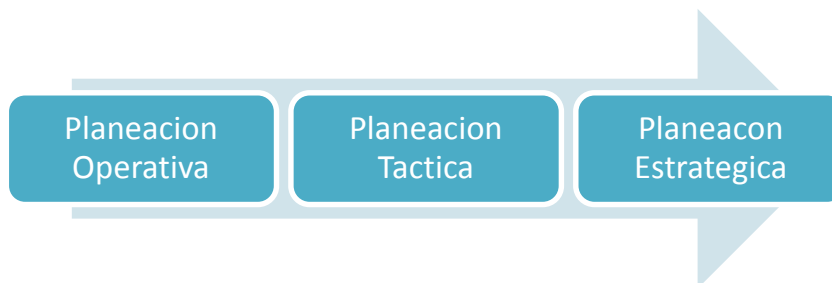 Planeacion
Operativa
Planeacion
Tactica
Planeacon
Estrategica